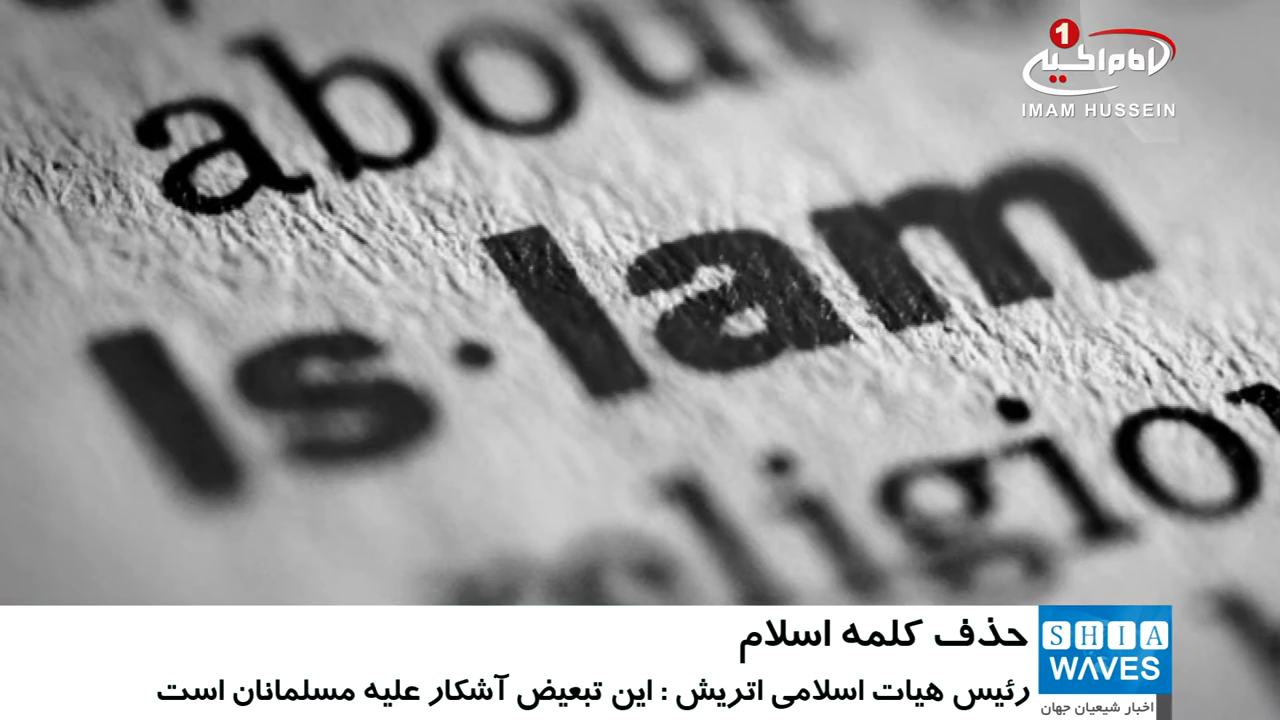 about
Is·lam
religion
1
امام حسین
IMAM HUSSEIN
حذف کلمه اسلام
رئیس هیات اسلامی اتریش : این تبعیض آشکار علیه مسلمانان است
SHIA
WAVES
اخبار شیعیان جهان